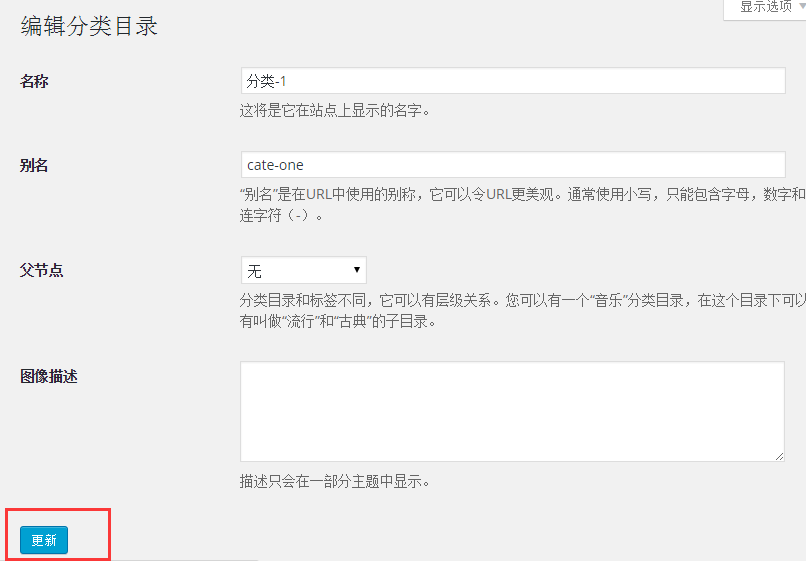 显示选项
编辑分类目录
名称
分类-1
这将是它在站点上显示的名字。
别名
cate-one
“别名”是在URL中使用的别称，它可以令URL更美观。通常使用小写，只能包含字母，数字和
连字符（-）。
父节点
无
分类目录和标签不同，它可以有层级关系。您可以有一个“音乐”分类目录，在这个目录下可以
有叫做“流行”和“古典”的子目录。
图像描述
描述只会在一部分主题中显示。
更新